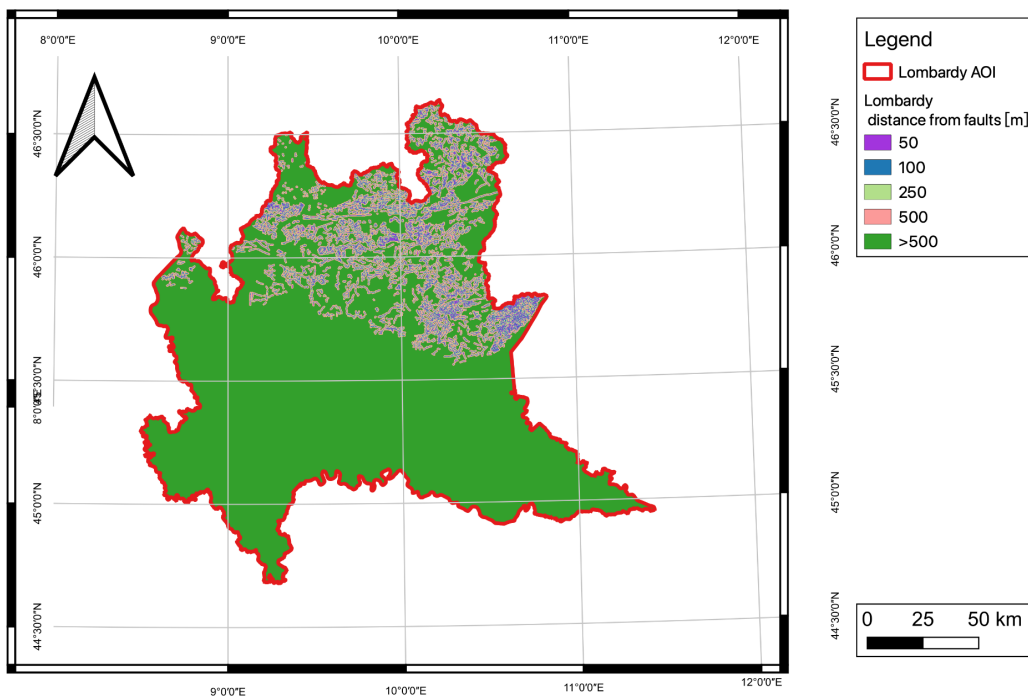 8°0'0"E 9°0'0"E 10°0'0"E 11°0'0"E 12°0'0"E
46°30'0"N
46°0'0"N
45°30'0"N
8°0'0"E
45°0'0"N
44°30'0"N
46°30'0"N
46°0'0"N
45°30'0"N
45°0'0"N
44°30'0"N
9°0'0"E 10°0'0"E 11°0'0"E 12°0'0"E
Legend
Lombardy AOI
Lombardy
distance from faults [m]
50
100
250
500
>500
0 25 50 km